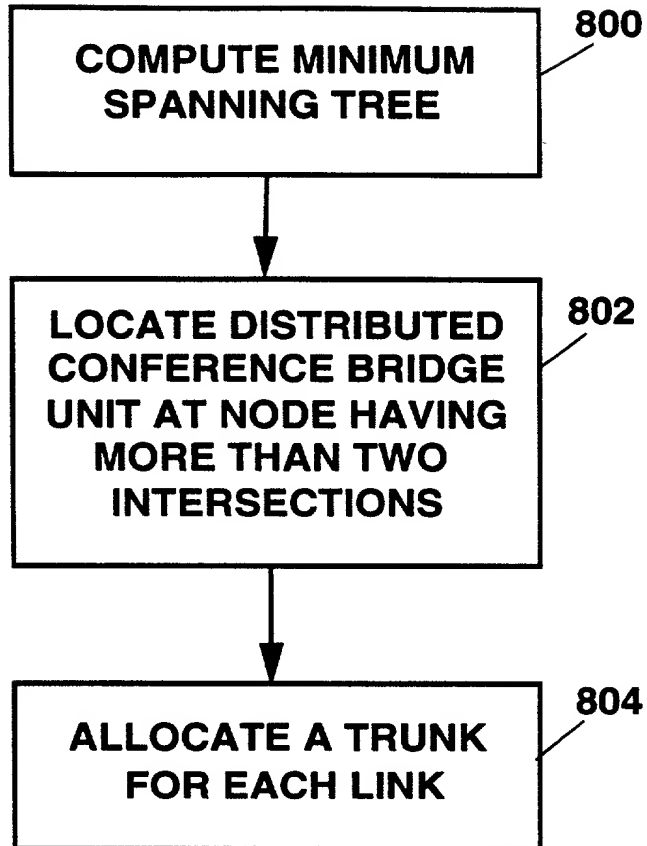 800
COMPUTE MINIMUM
SPANNING TREE
802
LOCATE DISTRIBUTED
CONFERENCE BRIDGE
UNIT AT NODE HAVING
MORE THAN TWO
INTERSECTIONS
804
ALLOCATE A TRUNK
FOR EACH LINK